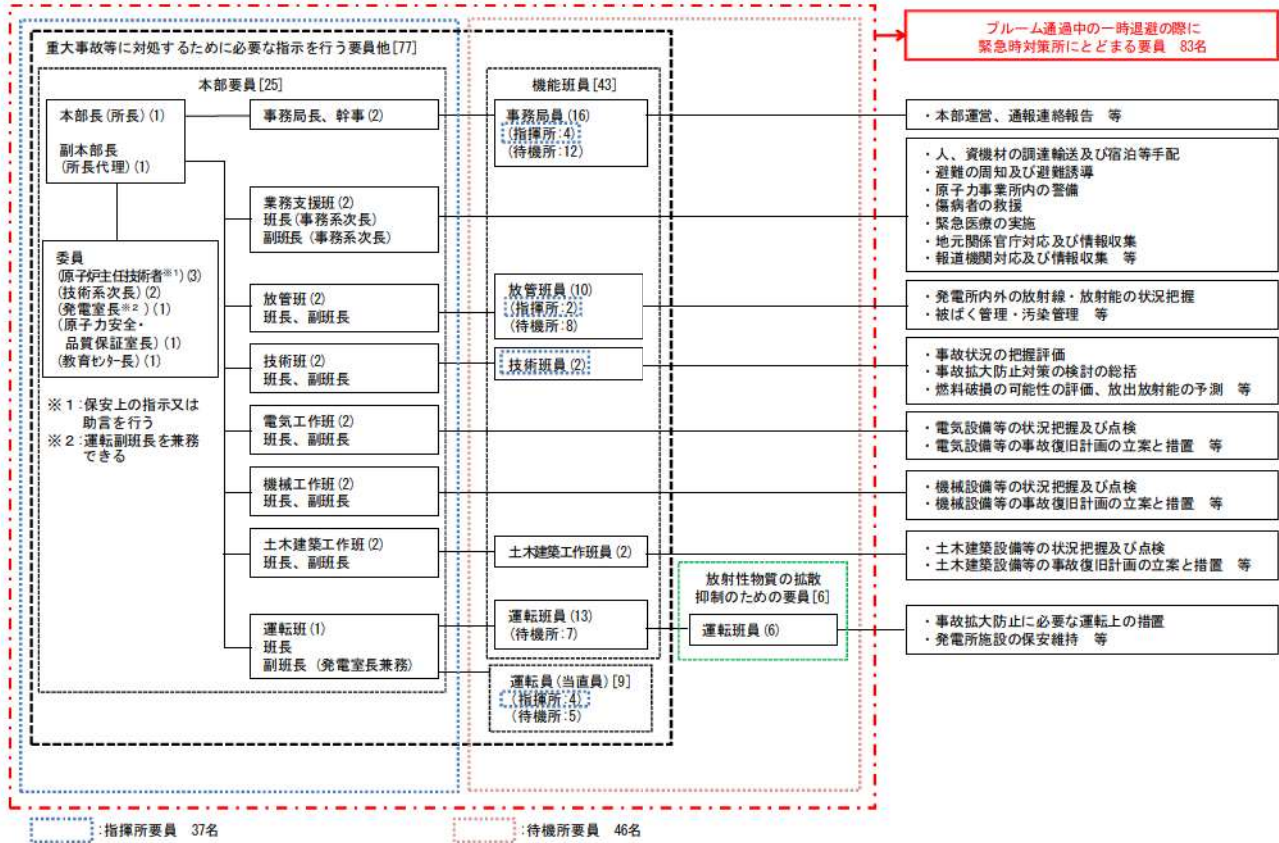 プルーム通過中の一時退避の際に
緊急時対策所にとどまる要員 83名
重大事故等に対処するために必要な指示を行う要員他[77]
本部要員[25]
機能班員[43]
本部長(所長)(1)
副本部長
(所長代理)(1)
事務局長、幹事(2)
事務局員(16)
(指揮所:4)
(待機所:12)
・本部運営、通報連絡報告 等
業務支援班(2)
班長(事務系次長)
副班長(事務系次長)
・人、資機材の調達輸送及び宿泊等手配
・避難の周知及び避難誘導
・原子力事業所内の警備
・傷病者の救援
・緊急医療の実施
・地元関係官庁対応及び情報収集
・報道機関対応及び情報収集 等
委員
(原子炉主任技術者※1)(3)
(技術系次長)(2)
(発電室長※2)(1)
(原子力安全・
品質保証室長)(1)
(教育センター長)(1)
※1:保安上の指示又は
助言を行う
※2:運転副班長を兼務
できる
放管班(2)
班長、副班長
放管班員(10)
(指揮所:2)
(待機所:8)
・発電所内外の放射線・放射能の状況把握
・被ばく管理・汚染管理 等
技術班(2)
班長、副班長
技術班員(2)
・事故状況の把握評価
・事故拡大防止対策の検討の総括
・燃料破損の可能性の評価、放出放射能の予測 等
電気工作班(2)
班長、副班長
・電気設備等の状況把握及び点検
・電気設備等の事故復旧計画の立案と措置 等
機械工作班(2)
班長、副班長
・機械設備等の状況把握及び点検
・機械設備等の事故復旧計画の立案と措置 等
土木建築工作班(2)
班長、副班長
土木建築工作班員(2)
・土木建築設備等の状況把握及び点検
・土木建築設備等の事故復旧計画の立案と措置 等
放射性物質の拡散
抑制のための要員[6]
運転班(1)
班長
副班長(発電室長兼務)
運転班員(13)
(待機所:7)
運転班員(6)
・事故拡大防止に必要な運転上の措置
・発電所施設の保安維持 等
運転員(当直員)[9]
(指揮所:4)
(待機所:5)
:指揮所要員 37名
:待機所要員 46名